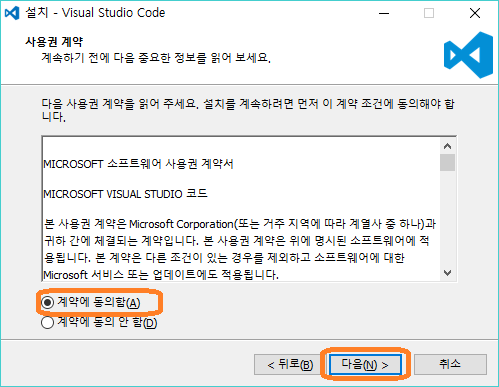 설치 - Visual Studio Code
사용권 계약
계속하기 전에 다음 중요한 정보를 읽어 보세요.
다음 사용권 계약을 읽어 주세요. 설치를 계속하려면 먼저 이 계약 조건에 동의해야 합
니다.
MICROSOFT 소프트웨어 사용권 계약서
MICROSOFT VISUAL STUDIO 코드
본 사용권 계약은 Microsoft Corporation(또는 거주 지역에 따라 계열사 중 하나)과
귀하 간에 체결되는 계약입니다. 본 사용권 계약은 위에 명시된 소프트웨어에 적
용됩니다. 본 계약은 다른 조건이 있는 경우를 제외하고 소프트웨어에 대한
Microsoft 서비스 또는 업데이트에도 적용됩니다.
계약에 동의함(A)
계약에 동의 안 함(D)
< 뒤로(B)
다음(N) >
취소